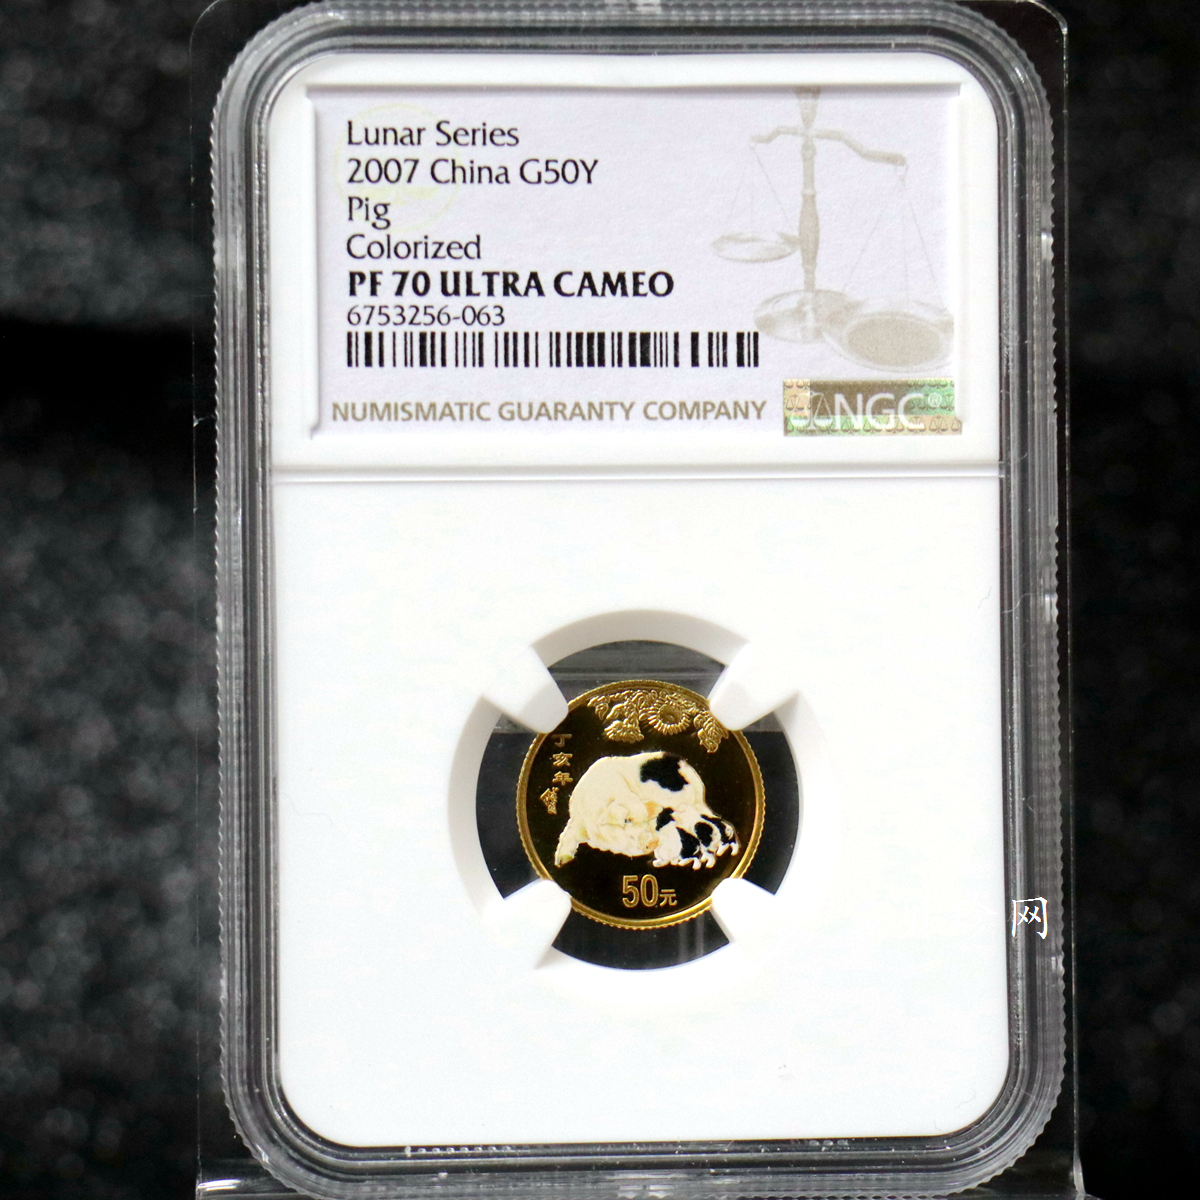 Lunar Series
2007 China G50Y
Pig
Colorized
PF 70 ULTRA CAMEO
6753256-063
NUMISMATIC GUARANTY COMPANY
NGC®
丁亥年
50元
网